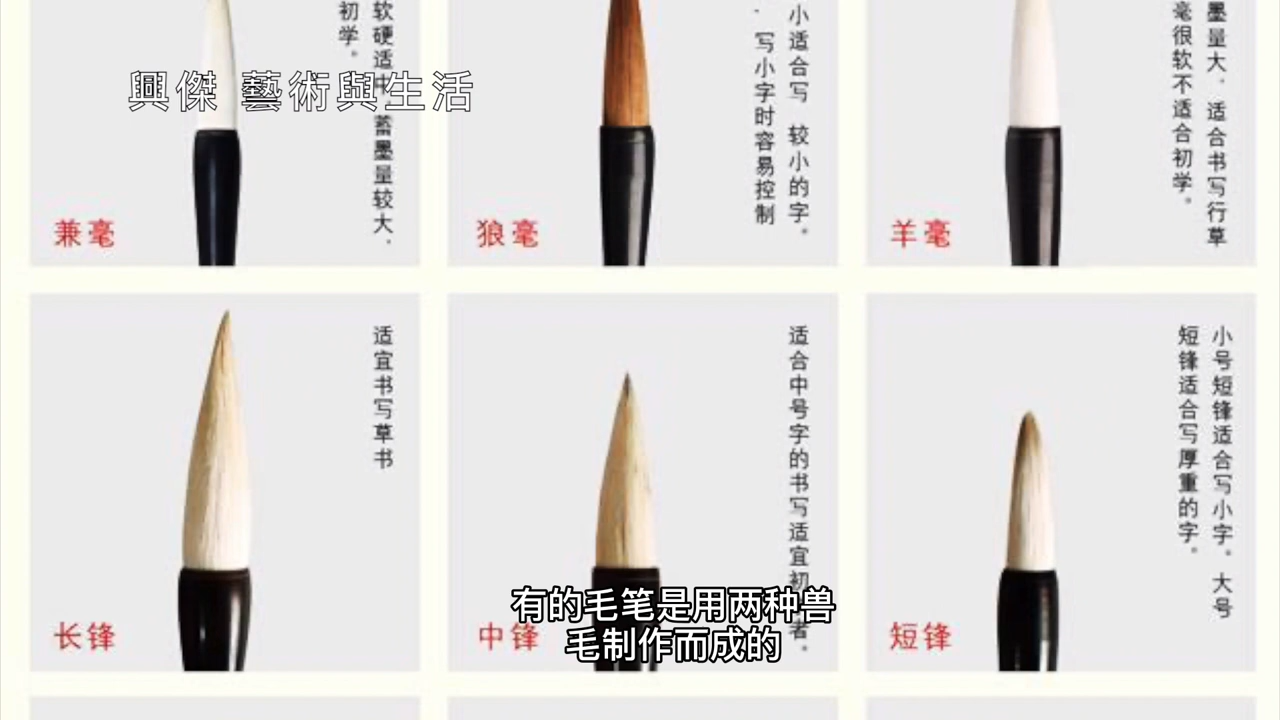 興傑 藝術與生活
软硬适中,蓄墨量较大、
初学。
兼毫
小适合写 较小的字。
、写小字时容易控制
狼毫
墨量大。适合书写行草
毫很软不适合初学。
羊毫
适宜书写草书
长锋
适合中号字的书写适宜初 者。
中锋
小号短锋适合写小字。大号
短锋适合写厚重的字。
短锋
有的毛笔是用两种兽
毛制作而成的